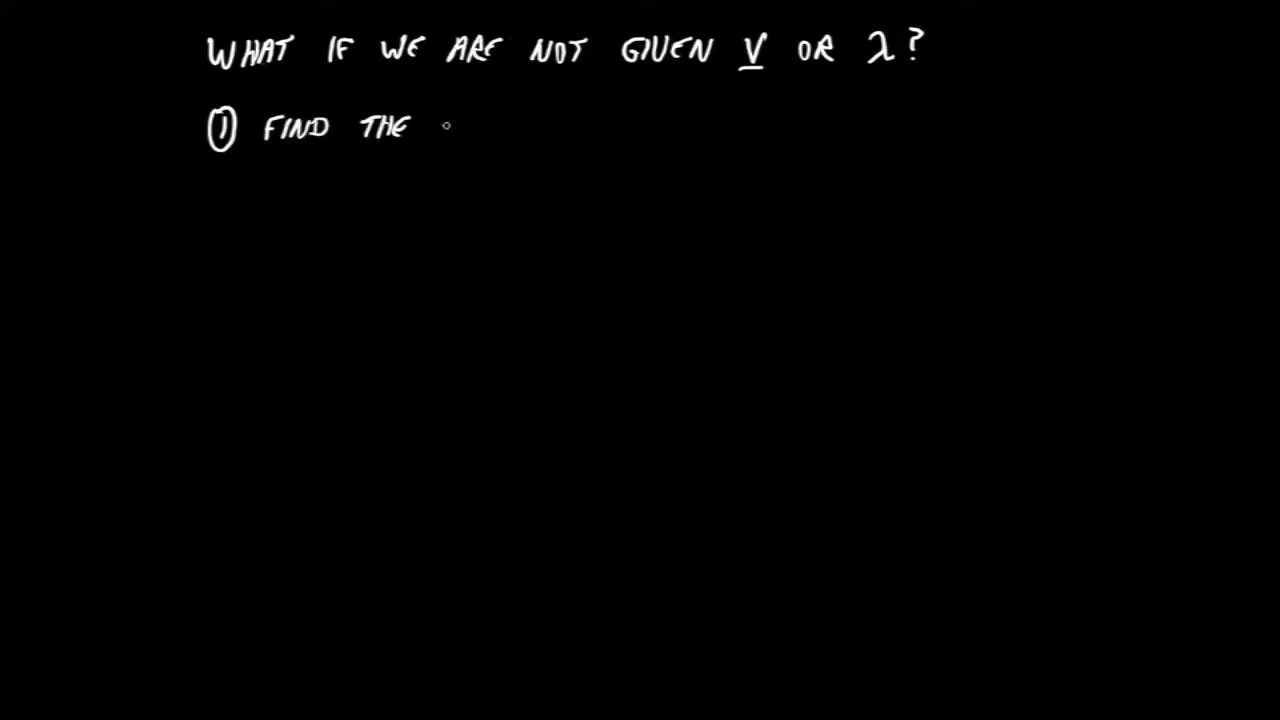 WHAT IF WE ARE NOT GIVEN V OR λ?
① FIND THE